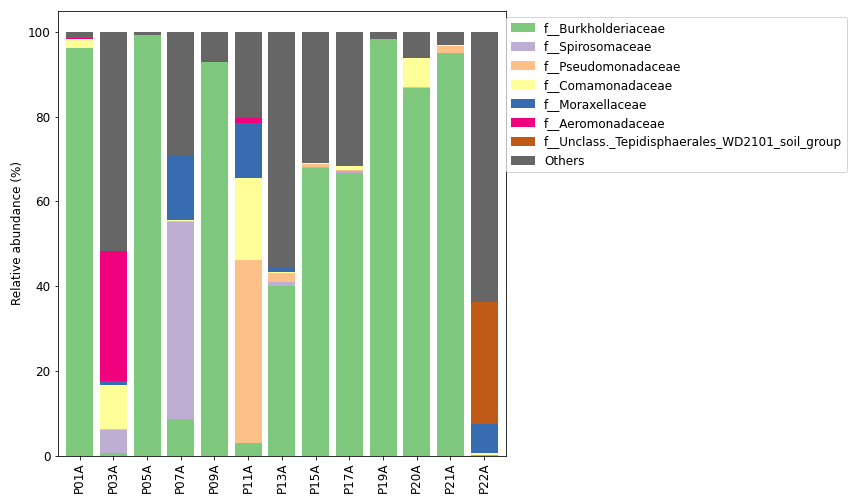 100
80
60
40
20
0
Relative abundance (%)
P01A
P03A
P05A
P07A
P09A
P11A
P13A
P15A
P17A
P19A
P20A
P21A
P22A
f__Burkholderiaceae
f__Spirosomaceae
f__Pseudomonadaceae
f__Comamonadaceae
f__Moraxellaceae
f__Aeromonadaceae
f__Unclass._Tepidisphaerales_WD2101_soil_group
Others